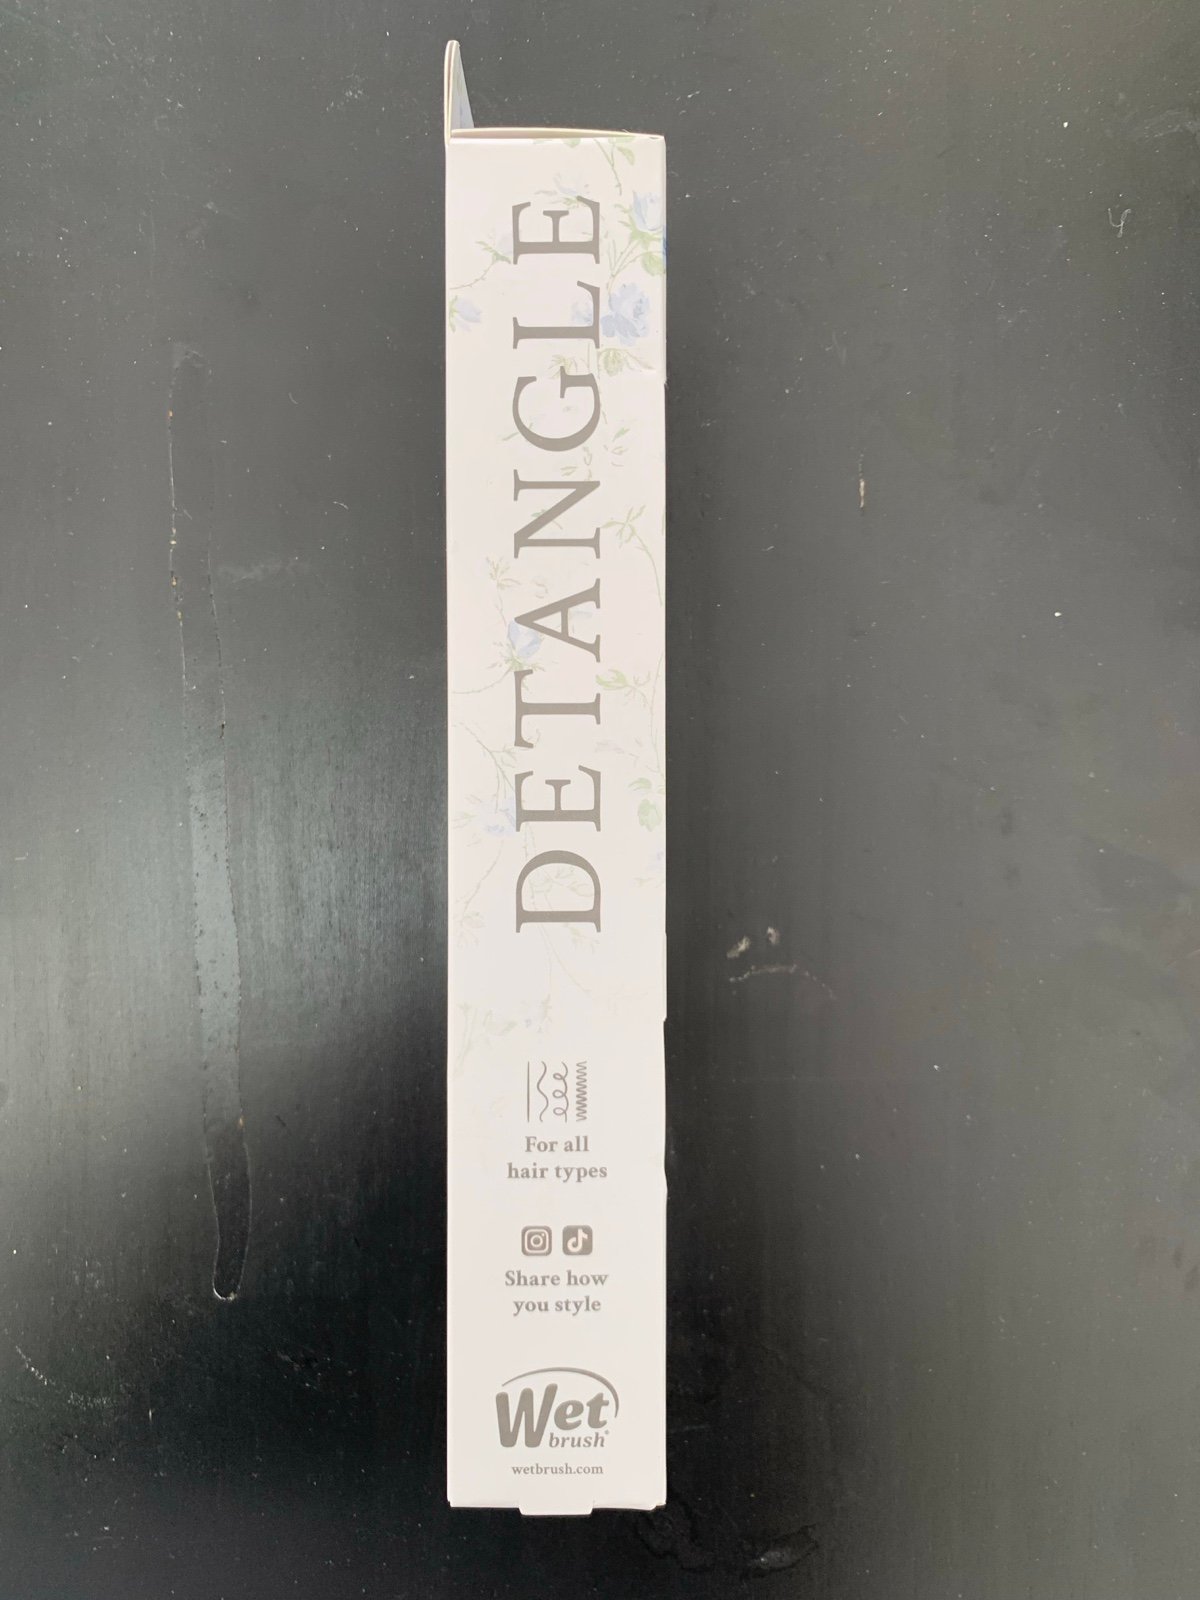 DETANGLE
For all
hair types
Share how
you style
Wet
brush®
wetbrush.com